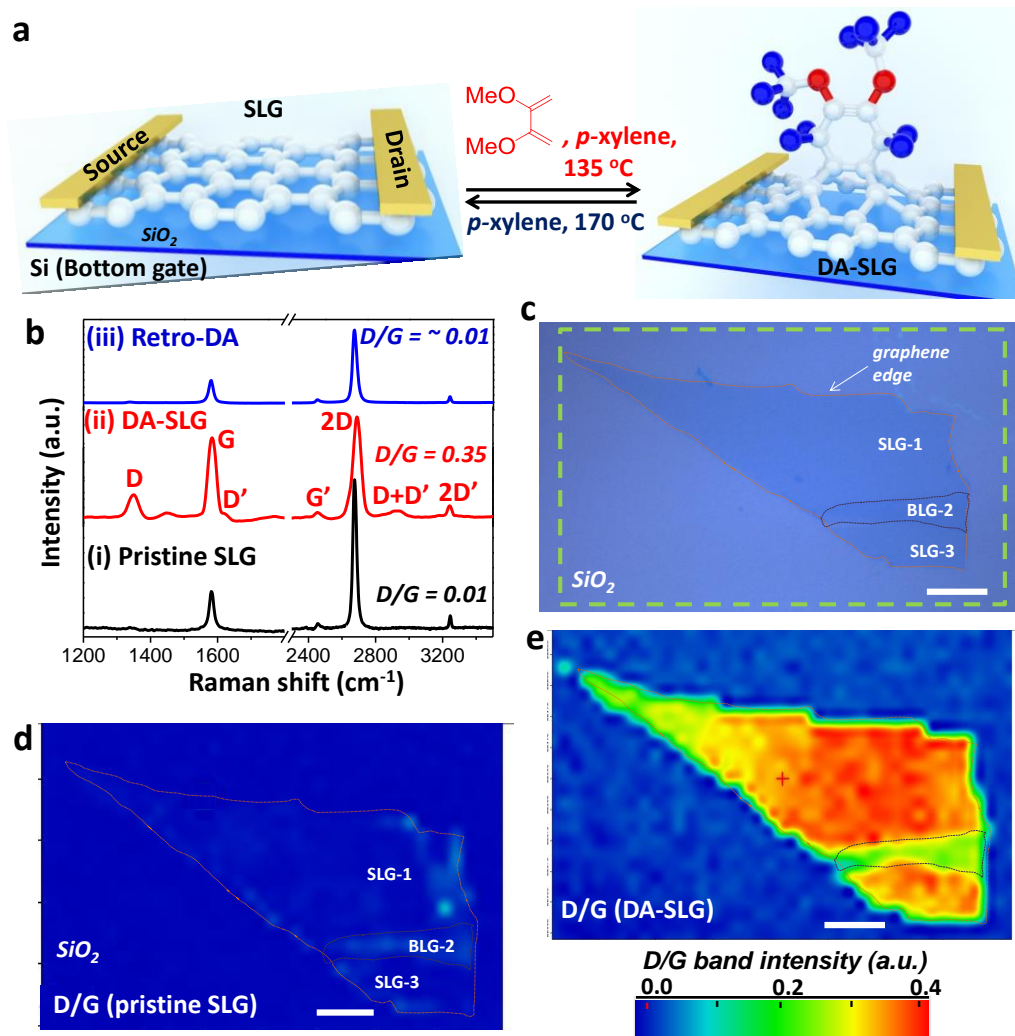 a
SLG
Source
Drain
SiO2
Si (Bottom gate)
MeO
MeO
, p-xylene,
135 °C
p-xylene, 170 °C
DA-SLG
b
(iii) Retro-DA
D/G = ~ 0.01
(ii) DA-SLG
2D
G
D/G = 0.35
D
D'
G'
D+D'
2D'
(i) Pristine SLG
D/G = 0.01
Intensity (a.u.)
1200 1400 1600 2400 2800 3200
Raman shift (cm-1)
c
graphene
edge
SLG-1
BLG-2
SLG-3
SiO2
d
SLG-1
BLG-2
SLG-3
SiO2
D/G (pristine SLG)
e
D/G (DA-SLG)
D/G band intensity (a.u.)
0.0 0.2 0.4